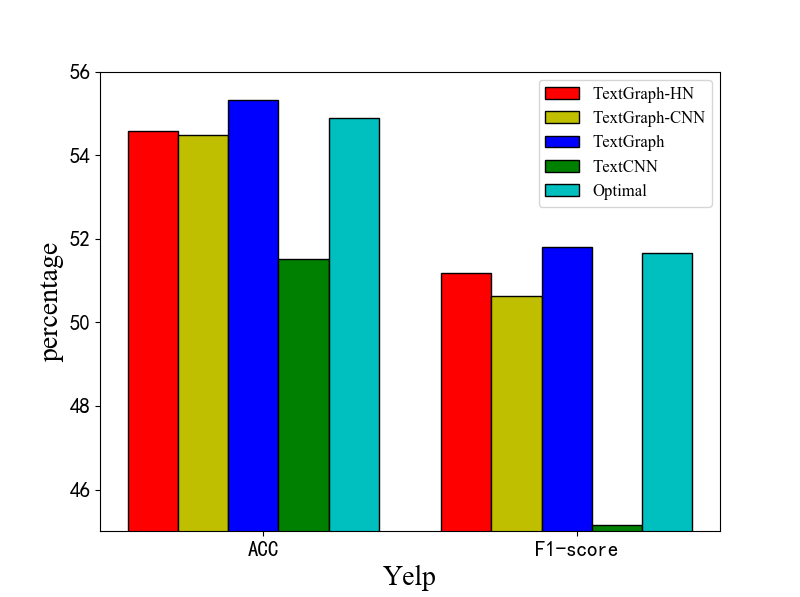 56
54
52
50
48
46
percentage
TextGraph-HN
TextGraph-CNN
TextGraph
TextCNN
Optimal
ACC
F1-score
Yelp